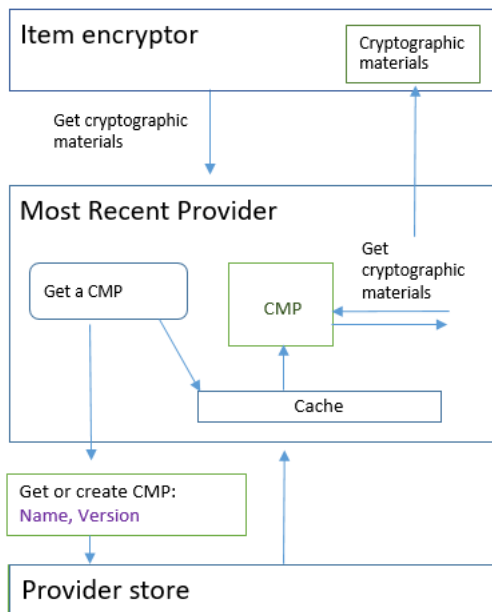 Item encryptor
Cryptographic
materials
Get cryptographic
materials
Most Recent Provider
Get
cryptographic
materials
Get a CMP
CMP
Cache
Get or create CMP:
Name, Version
Provider store